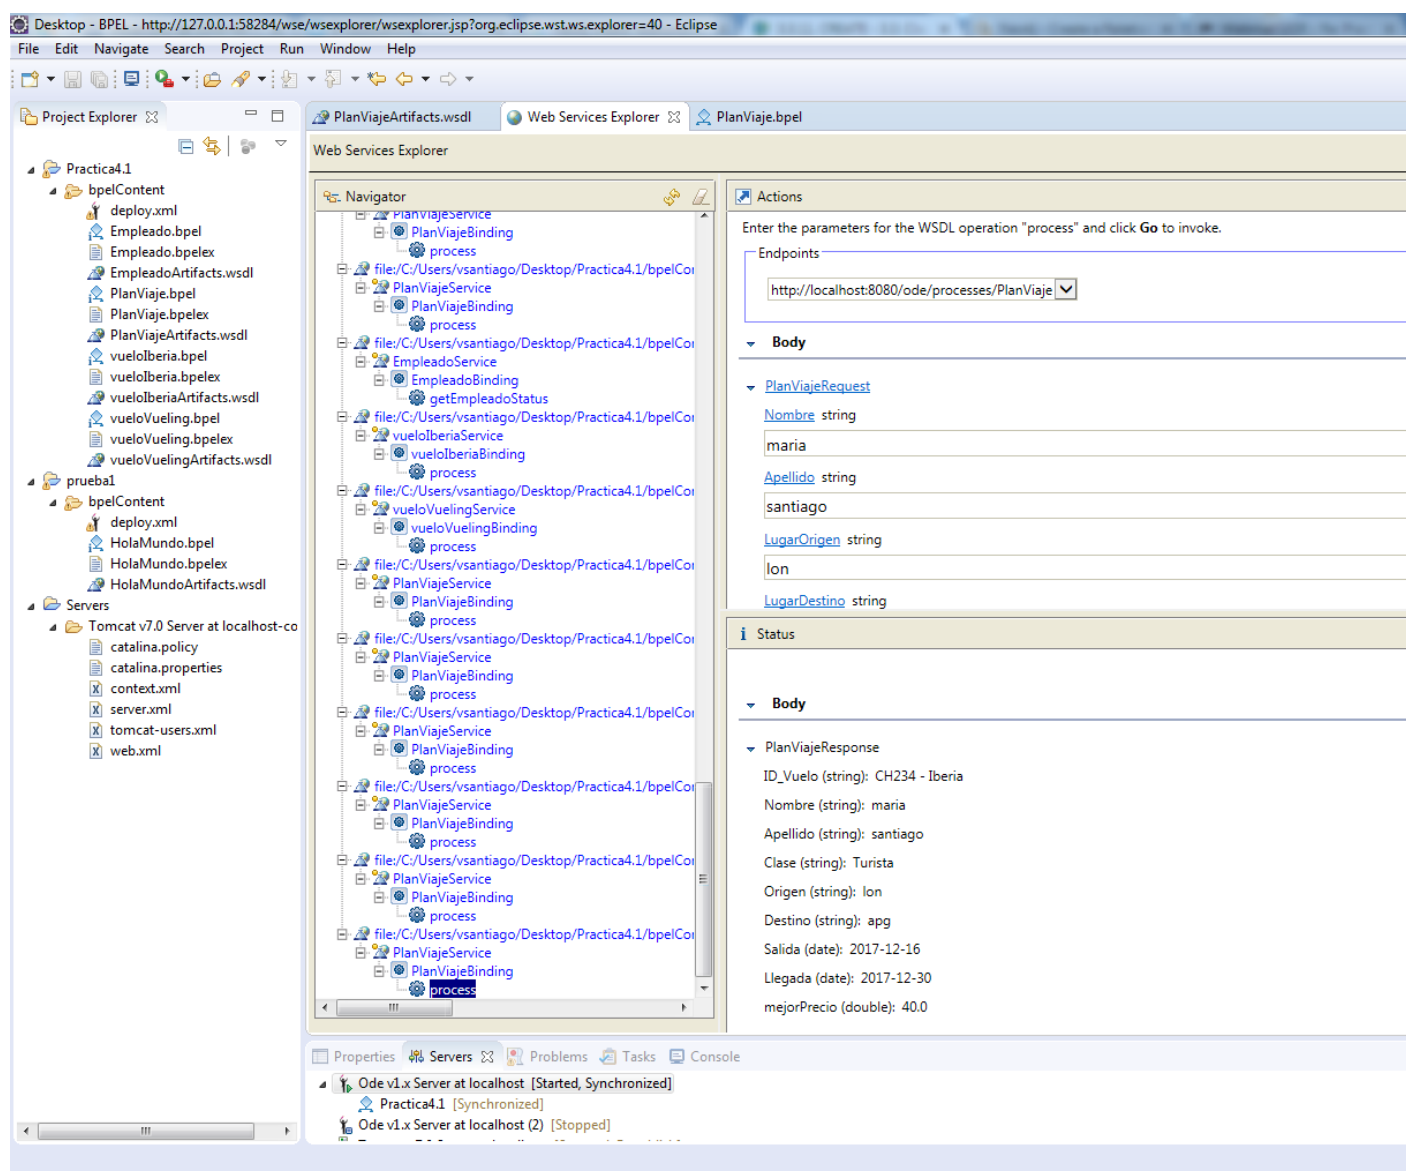 Desktop - BPEL - http://127.0.0.1:58284/wse/wsexplorer/wsexplorer.jsp?org.eclipse.wst.ws.explorer=40 - Eclipse
File Edit Navigate Search Project Run Window Help
Project Explorer
Practica4.1
bpelContent
deploy.xml
Empleado.bpel
Empleado.bpelex
EmpleadoArtifacts.wsdl
PlanViaje.bpel
PlanViaje.bpelex
PlanViajeArtifacts.wsdl
vueloIberia.bpel
vueloIberia.bpelex
vueloIberiaArtifacts.wsdl
vueloVueling.bpel
vueloVueling.bpelex
vueloVuelingArtifacts.wsdl
prueba1
bpelContent
deploy.xml
HolaMundo.bpel
HolaMundo.bpelex
HolaMundoArtifacts.wsdl
Servers
Tomcat v7.0 Server at localhost-co
catalina.policy
catalina.properties
context.xml
server.xml
tomcat-users.xml
web.xml
PlanViajeArtifacts.wsdl Web Services Explorer PlanViaje.bpel
Web Services Explorer
Navigator
PlanViajeService
PlanViajeBinding
process
file:/C:/Users/vsantiago/Desktop/Practica4.1/bpelCon
PlanViajeService
PlanViajeBinding
process
file:/C:/Users/vsantiago/Desktop/Practica4.1/bpelCon
EmpleadoService
EmpleadoBinding
getEmpleadoStatus
file:/C:/Users/vsantiago/Desktop/Practica4.1/bpelCon
vueloIberiaService
vueloIberiaBinding
process
file:/C:/Users/vsantiago/Desktop/Practica4.1/bpelCon
vueloVuelingService
vueloVuelingBinding
process
file:/C:/Users/vsantiago/Desktop/Practica4.1/bpelCon
PlanViajeService
PlanViajeBinding
process
file:/C:/Users/vsantiago/Desktop/Practica4.1/bpelCon
PlanViajeService
PlanViajeBinding
process
file:/C:/Users/vsantiago/Desktop/Practica4.1/bpelCon
PlanViajeService
PlanViajeBinding
process
file:/C:/Users/vsantiago/Desktop/Practica4.1/bpelCon
PlanViajeService
PlanViajeBinding
process
file:/C:/Users/vsantiago/Desktop/Practica4.1/bpelCon
PlanViajeService
PlanViajeBinding
process
file:/C:/Users/vsantiago/Desktop/Practica4.1/bpelCon
PlanViajeService
PlanViajeBinding
process
Actions
Enter the parameters for the WSDL operation "process" and click Go to invoke.
Endpoints
http://localhost:8080/ode/processes/PlanViaje
Body
PlanViajeRequest
Nombre string
maria
Apellido string
santiago
LugarOrigen string
lon
LugarDestino string
Status
Body
PlanViajeResponse
ID_Vuelo (string): CH234 - Iberia
Nombre (string): maria
Apellido (string): santiago
Clase (string): Turista
Origen (string): lon
Destino (string): apg
Salida (date): 2017-12-16
Llegada (date): 2017-12-30
mejorPrecio (double): 40.0
Properties Servers Problems Tasks Console
Ode v1.x Server at localhost [Started, Synchronized]
Practica4.1 [Synchronized]
Ode v1.x Server at localhost (2) [Stopped]